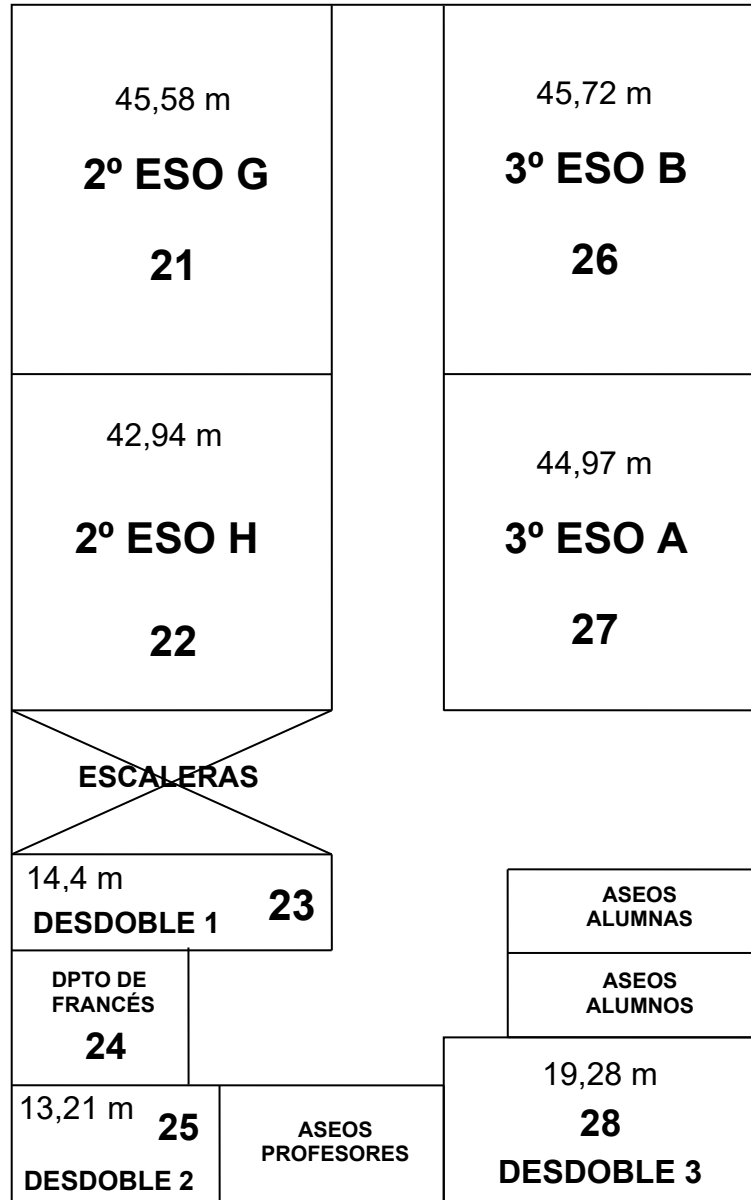 45,58 m
2º ESO G
21
45,72 m
3º ESO B
26
42,94 m
2º ESO H
22
44,97 m
3º ESO A
27
ESCALERAS
14,4 m
23
DESDOBLE 1
ASEOS
ALUMNAS
DPTO DE
FRANCÉS
24
ASEOS
ALUMNOS
13,21 m
25
DESDOBLE 2
ASEOS
PROFESORES
19,28 m
28
DESDOBLE 3